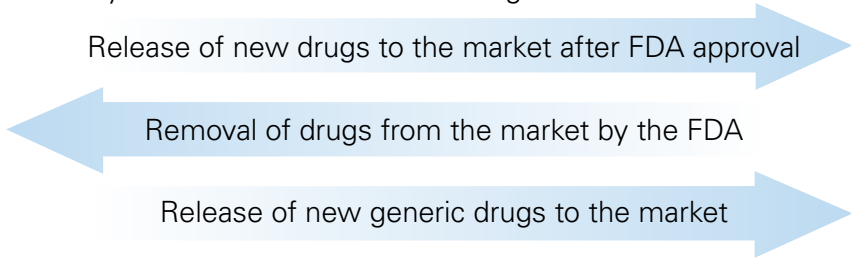 Release of new drugs to the market after FDA approval
Removal of drugs from the market by the FDA
Release of new generic drugs to the market